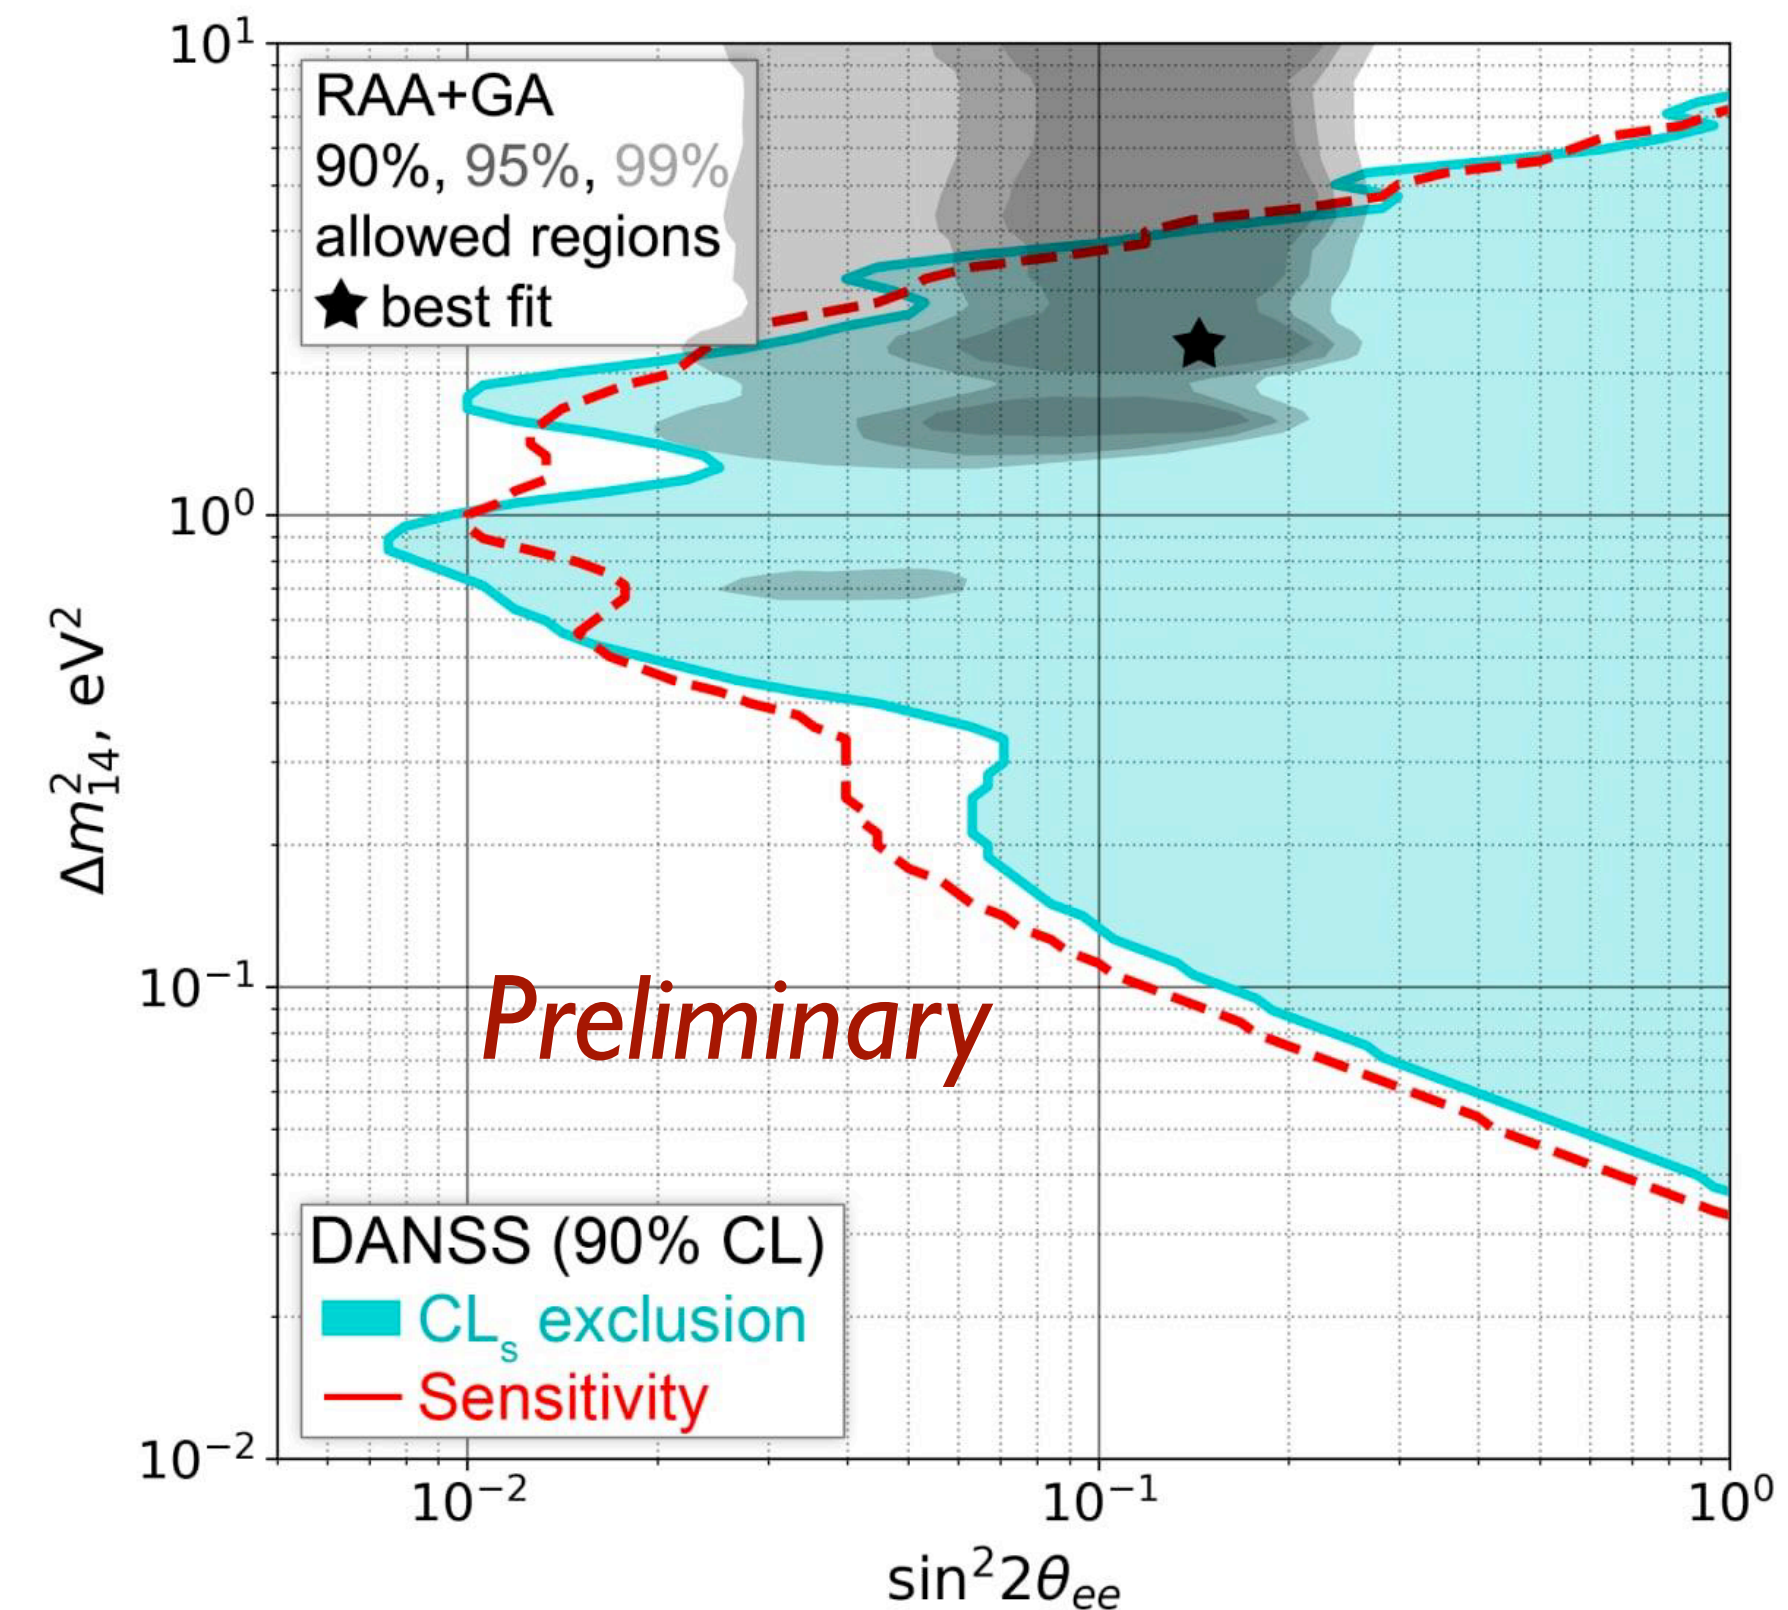 10¹
RAA+GA
90%, 95%, 99%
allowed regions
★ best fit
10⁰
Δm²₁₄, eV²
10⁻¹
Preliminary
DANSS (90% CL)
CLₛ exclusion
Sensitivity
10⁻²
10⁻² 10⁻¹ 10⁰
sin²2θₑₑ